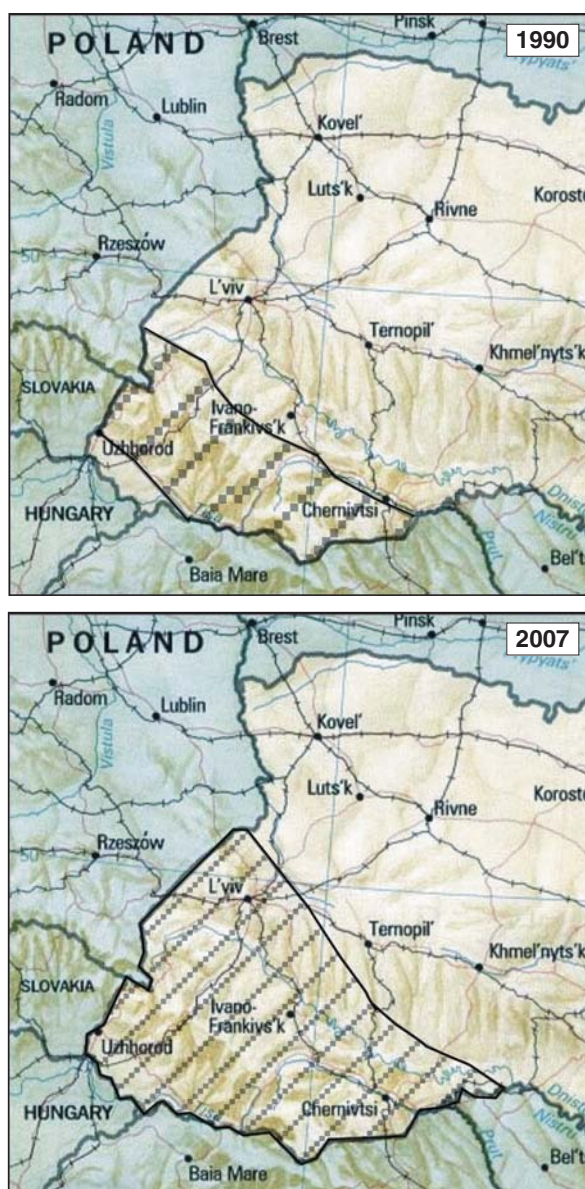 1990
POLAND
Brest
Pinsk
Radom
Lublin
Vistula
Kovel'
Luts'k
Rivne
Korost
Rzeszów
50
L'viv
Ternopil'
Khmel'nyts'k
SLOVAKIA
Ivano-
Frankivs'k
Uzhhorod
Chernivtsi
HUNGARY
Baia Mare
Prut
Nistrul
Bel't
2007
POLAND
Brest
Pinsk
Radom
Lublin
Vistula
Kovel'
Luts'k
Rivne
Korost
Rzeszów
50
L'viv
Ternopil'
Khmel'nyts'k
SLOVAKIA
Ivano-
Frankivs'k
Uzhhorod
Chernivtsi
HUNGARY
Baia Mare
Prut
Nistrul
Bel't